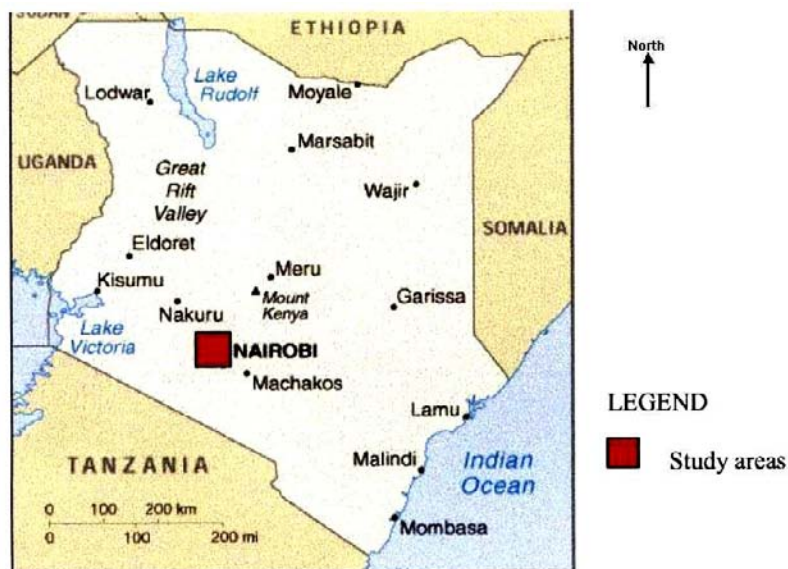 SUDAN
ETHIOPIA
North
Lake
Rudolf
Lodwar
Moyale
Marsabit
UGANDA
Great
Rift
Valley
Wajir
SOMALIA
Eldoret
Kisumu
Meru
Mount
Kenya
Garissa
Nakuru
Lake
Victoria
NAIROBI
Machakos
Lamu
LEGEND
Study areas
TANZANIA
Malindi
Indian
Ocean
Mombasa
0 100 200 km
0 100 200 mi